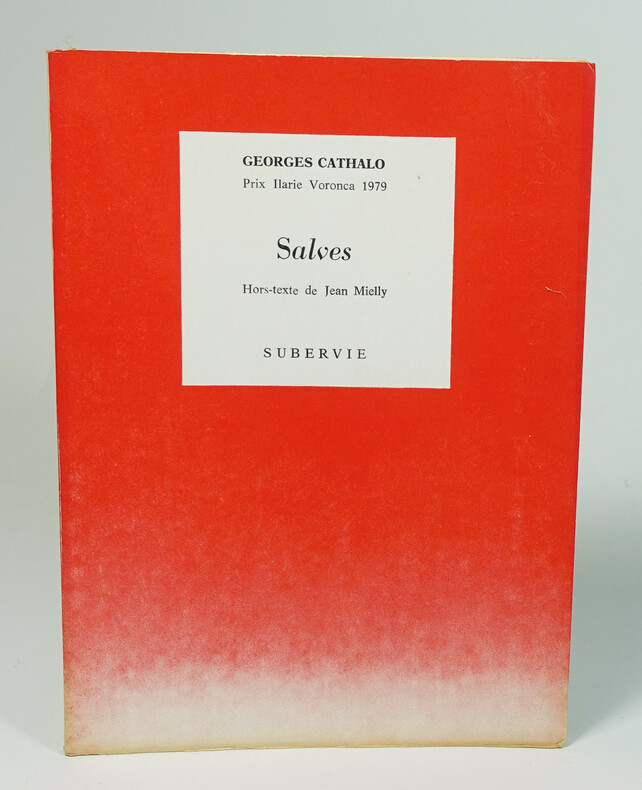 GEORGES CATHALO
Prix Ilarie Voronca 1979
Salves
Hors-texte de Jean Mielly
SUBERVIE